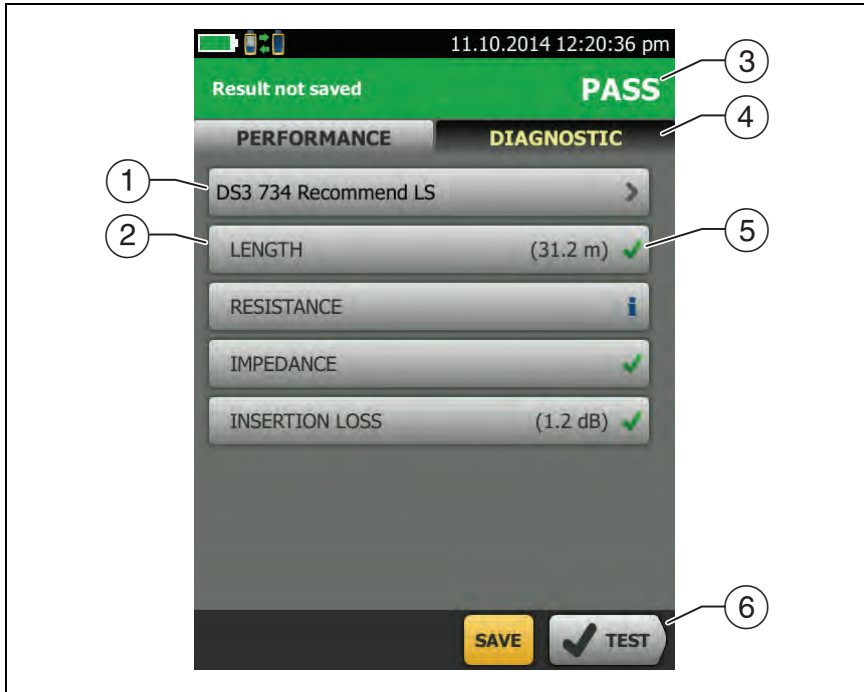 11.10.2014 12:20:36 pm
Result not saved PASS
3
PERFORMANCE DIAGNOSTIC
4
1
DS3 734 Recommend LS
2
LENGTH (31.2 m)
5
RESISTANCE i
IMPEDANCE
INSERTION LOSS (1.2 dB)
SAVE TEST
6